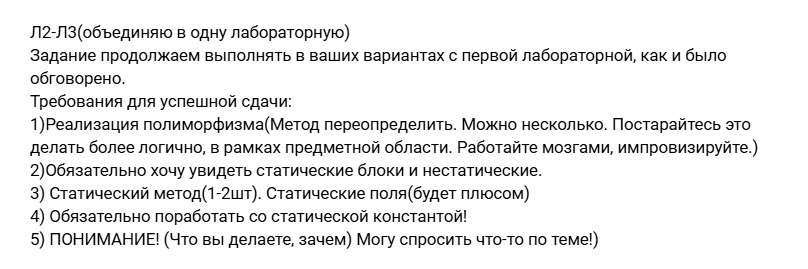 Л2-Л3(объединяю в одну лабораторную)
Задание продолжаем выполнять в ваших вариантах с первой лабораторной, как и было
обговорено.
Требования для успешной сдачи:
1)Реализация полиморфизма(Метод переопределить. Можно несколько. Постарайтесь это
делать более логично, в рамках предметной области. Работайте мозгами, импровизируйте.)
2)Обязательно хочу увидеть статические блоки и нестатические.
3) Статический метод(1-2шт). Статические поля(будет плюсом)
4) Обязательно поработать со статической константой!
5) ПОНИМАНИЕ! (Что вы делаете, зачем) Могу спросить что-то по теме!)